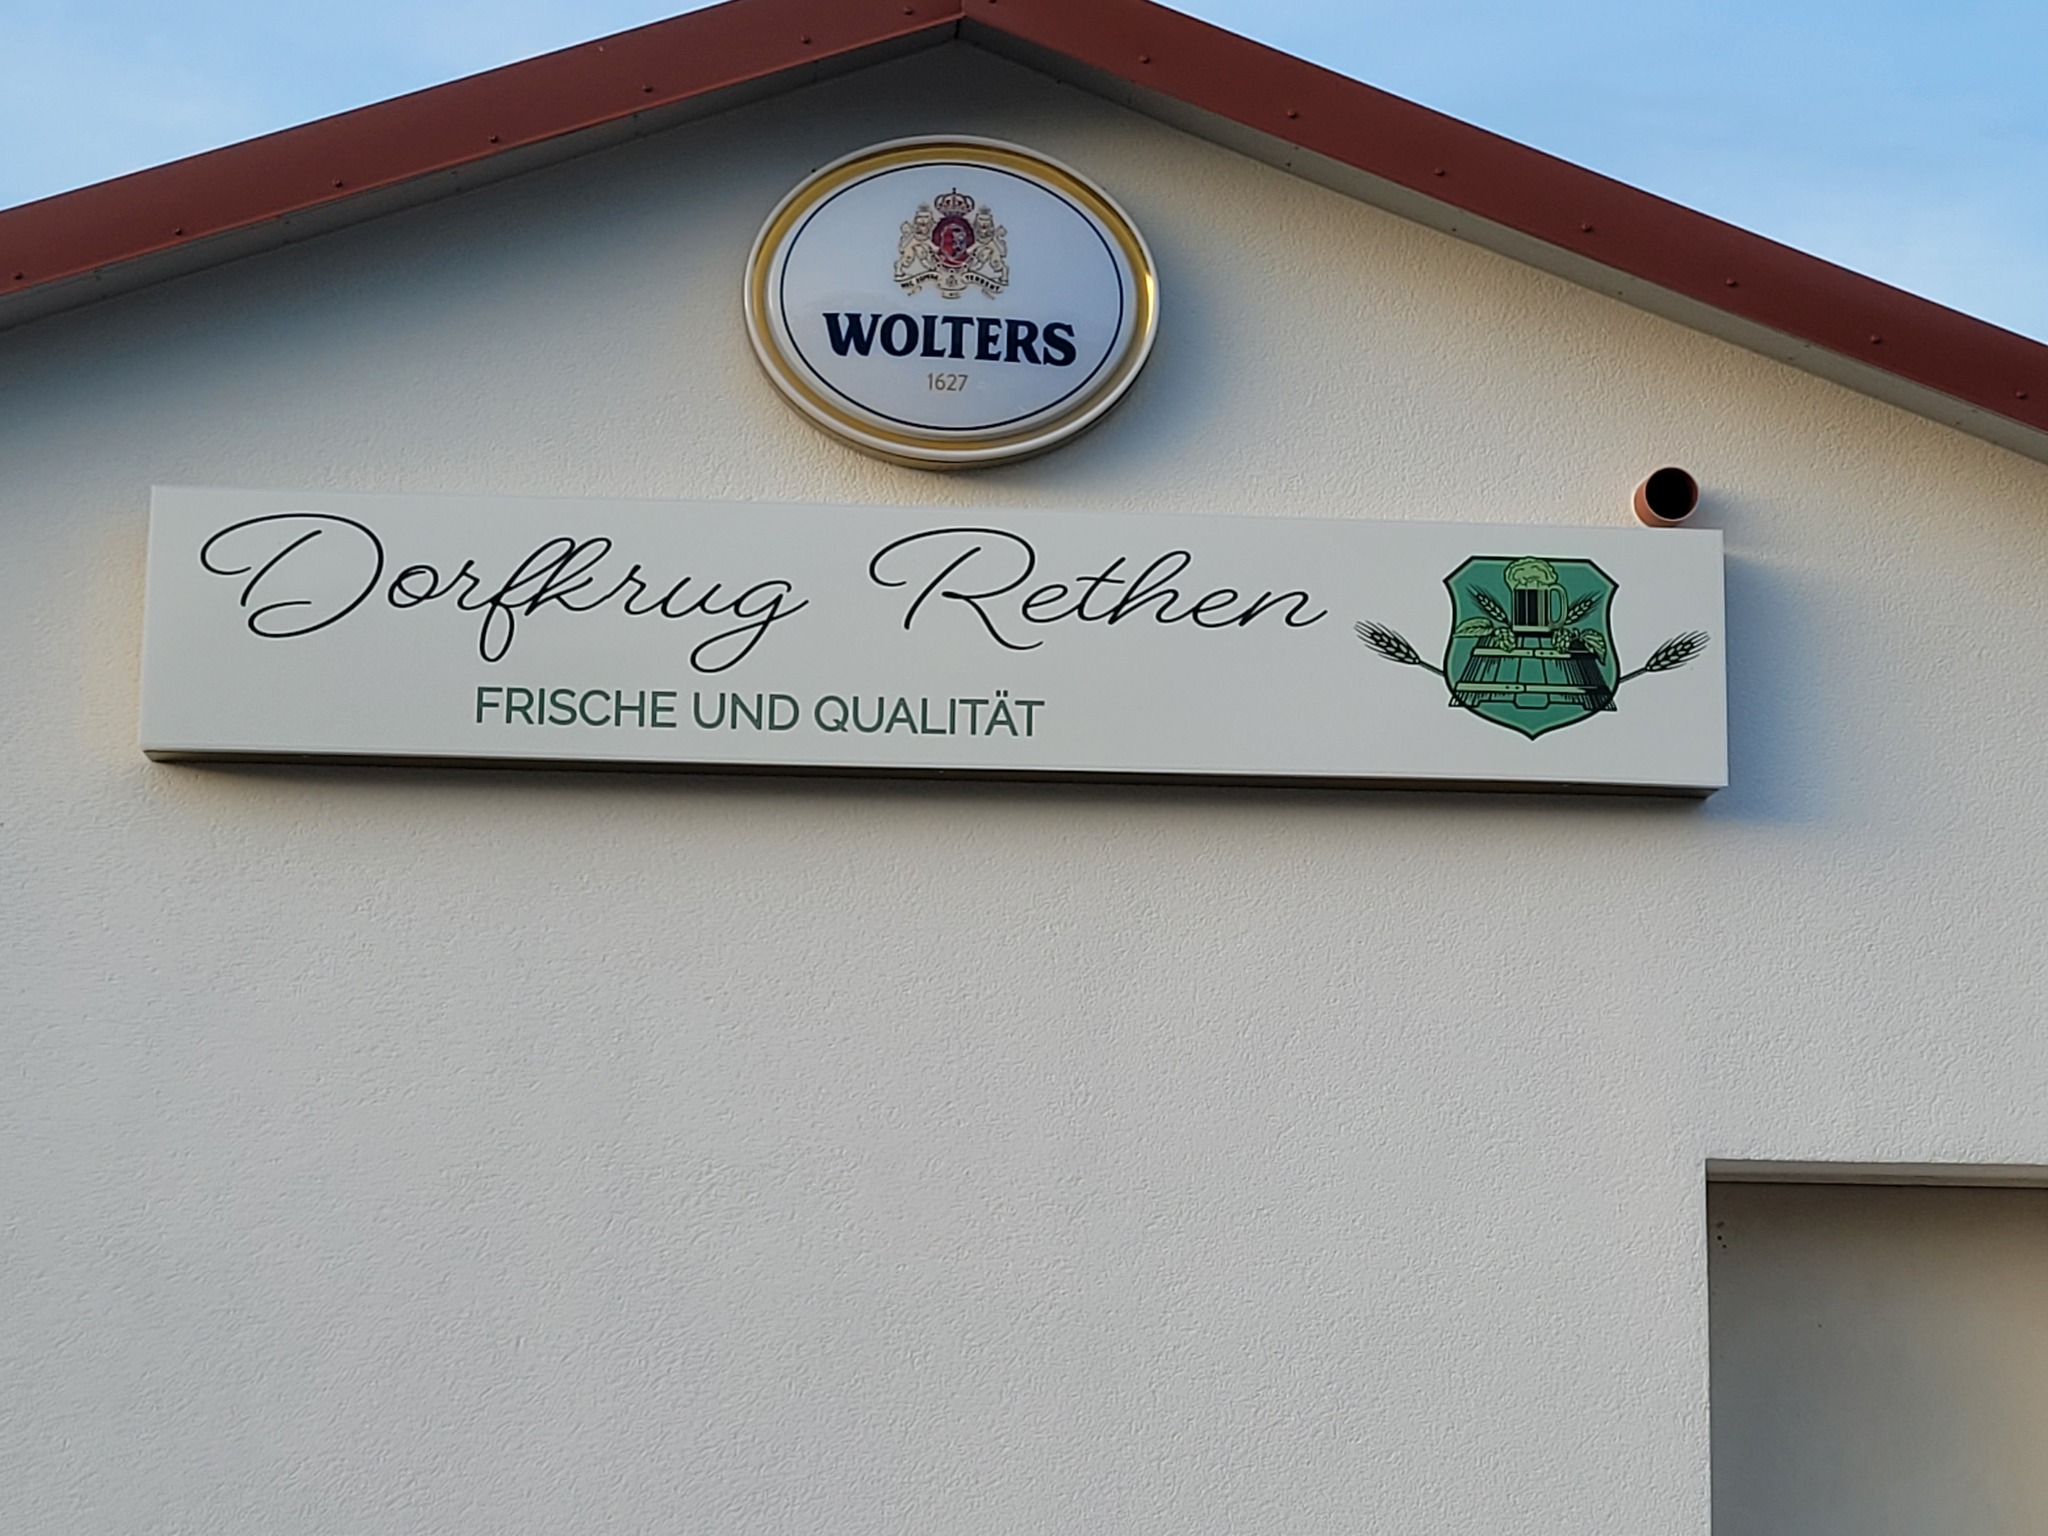 WOLTERS
1627
Dorfkrug Rethen
FRISCHE UND QUALITÄT